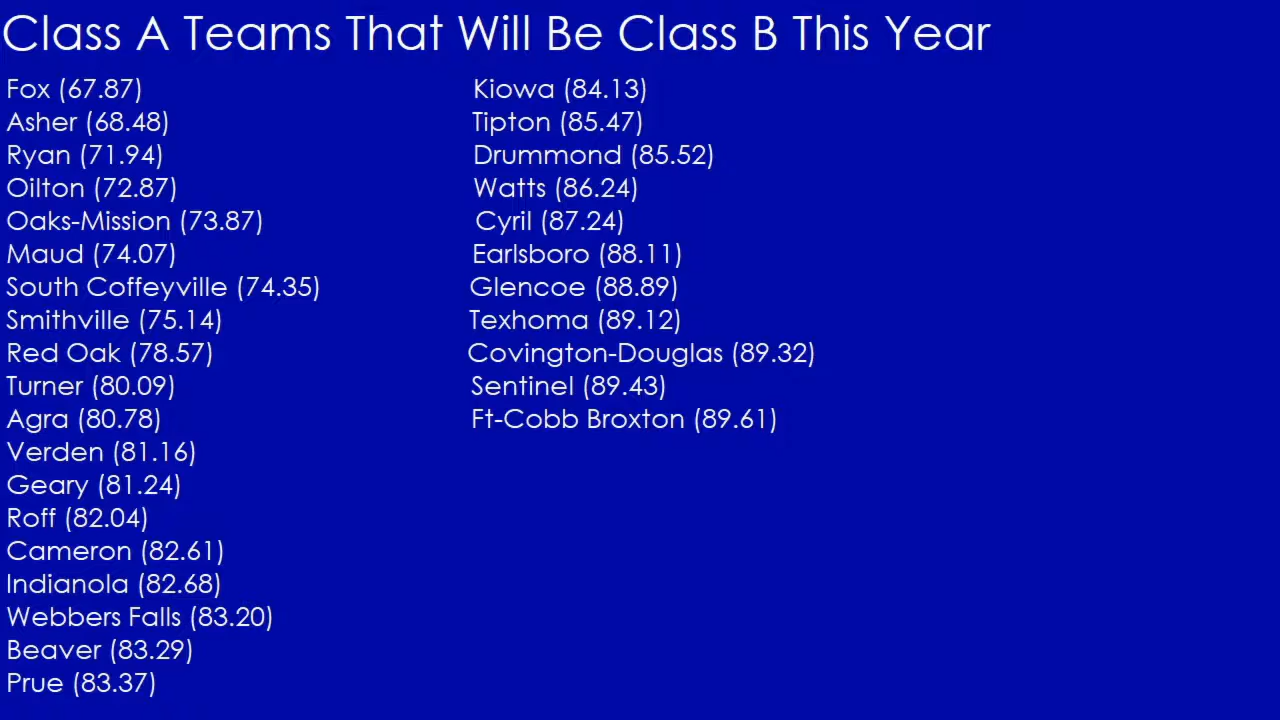 Class A Teams That Will Be Class B This Year
Fox (67.87)
Asher (68.48)
Ryan (71.94)
Oilton (72.87)
Oaks-Mission (73.87)
Maud (74.07)
South Coffeyville (74.35)
Smithville (75.14)
Red Oak (78.57)
Turner (80.09)
Agra (80.78)
Verden (81.16)
Geary (81.24)
Roff (82.04)
Cameron (82.61)
Indianola (82.68)
Webbers Falls (83.20)
Beaver (83.29)
Prue (83.37)
Kiowa (84.13)
Tipton (85.47)
Drummond (85.52)
Watts (86.24)
Cyril (87.24)
Earlsboro (88.11)
Glencoe (88.89)
Texhoma (89.12)
Covington-Douglas (89.32)
Sentinel (89.43)
Ft-Cobb Broxton (89.61)